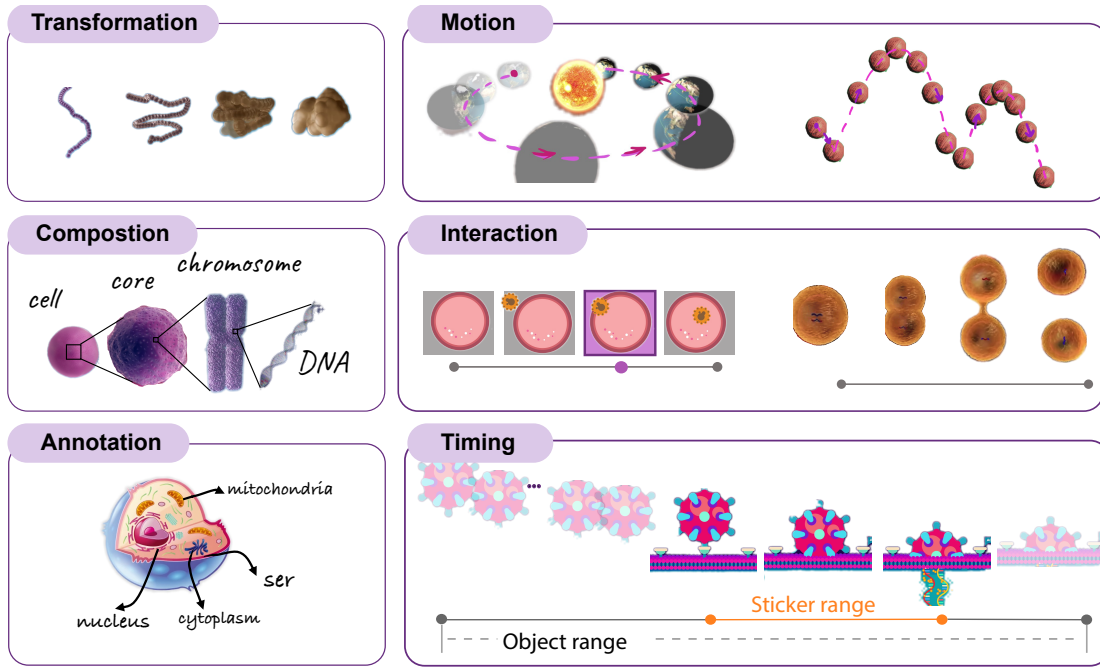 Transformation
Motion
Compostion
cell
core
chromosome
DNA
Interaction
Annotation
mitochondria
ser
nucleus
cytoplasm
Timing
...
Sticker range
Object range